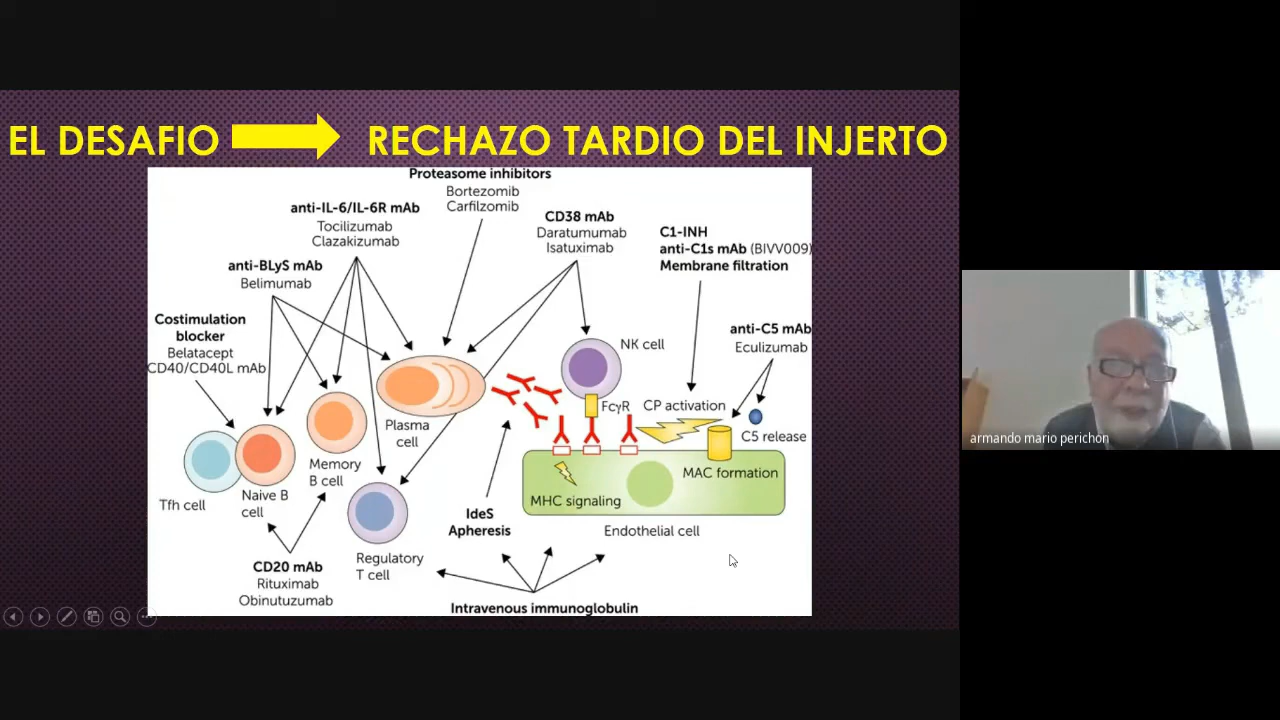 EL DESAFIO
RECHAZO TARDIO DEL INJERTO
Proteasome inhibitors
Bortezomib
Carfilzomib
anti-IL-6/IL-6R mAb
Tocilizumab
Clazakizumab
CD38 mAb
Daratumumab
Isatuximab
C1-INH
anti-C1s mAb (BIVV009)
Membrane filtration
anti-BLyS mAb
Belimumab
Costimulation
blocker
Belatacept
CD40/CD40L mAb
anti-C5 mAb
Eculizumab
NK cell
FcγR
CP activation
C5 release
Plasma
cell
MAC formation
MHC signaling
Memory
B cell
Naive B
cell
Tfh cell
IdeS
Apheresis
Endothelial cell
Regulatory
T cell
CD20 mAb
Rituximab
Obinutuzumab
Intravenous immunoglobulin
armando mario perichon